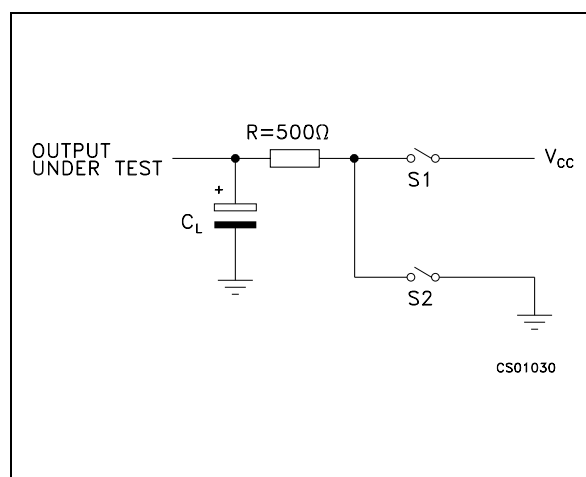 R=500Ω
OUTPUT
UNDER TEST
S1
V_CC
+
C_L
S2
CS01030